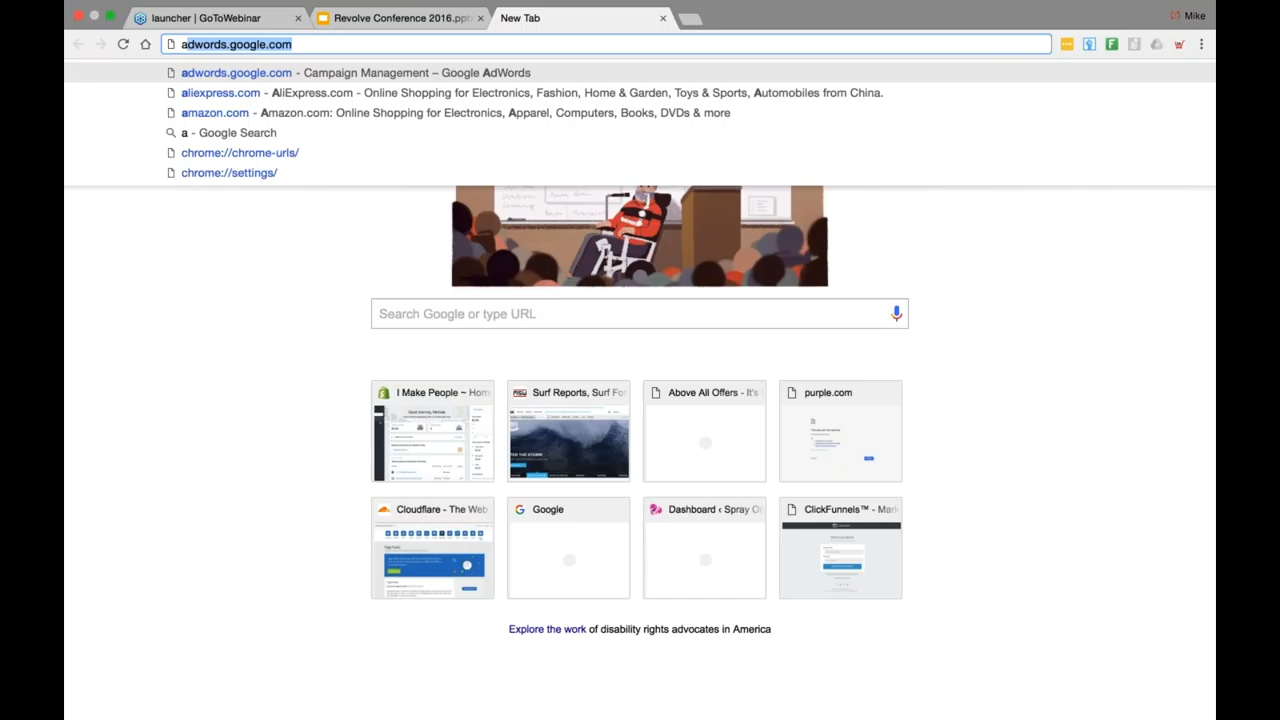 launcher | GoToWebinar
Revolve Conference 2016.pptx
New Tab
Mike
adwords.google.com
adwords.google.com - Campaign Management – Google AdWords
aliexpress.com - AliExpress.com - Online Shopping for Electronics, Fashion, Home & Garden, Toys & Sports, Automobiles from China.
amazon.com - Amazon.com: Online Shopping for Electronics, Apparel, Computers, Books, DVDs & more
a - Google Search
chrome://chrome-urls/
chrome://settings/
Search Google or type URL
I Make People ~ Hom
Surf Reports, Surf Fo
Above All Offers - It's
purple.com
Cloudflare - The Web
Google
Dashboard ‹ Spray On
ClickFunnels™ - Mark
Explore the work of disability rights advocates in America